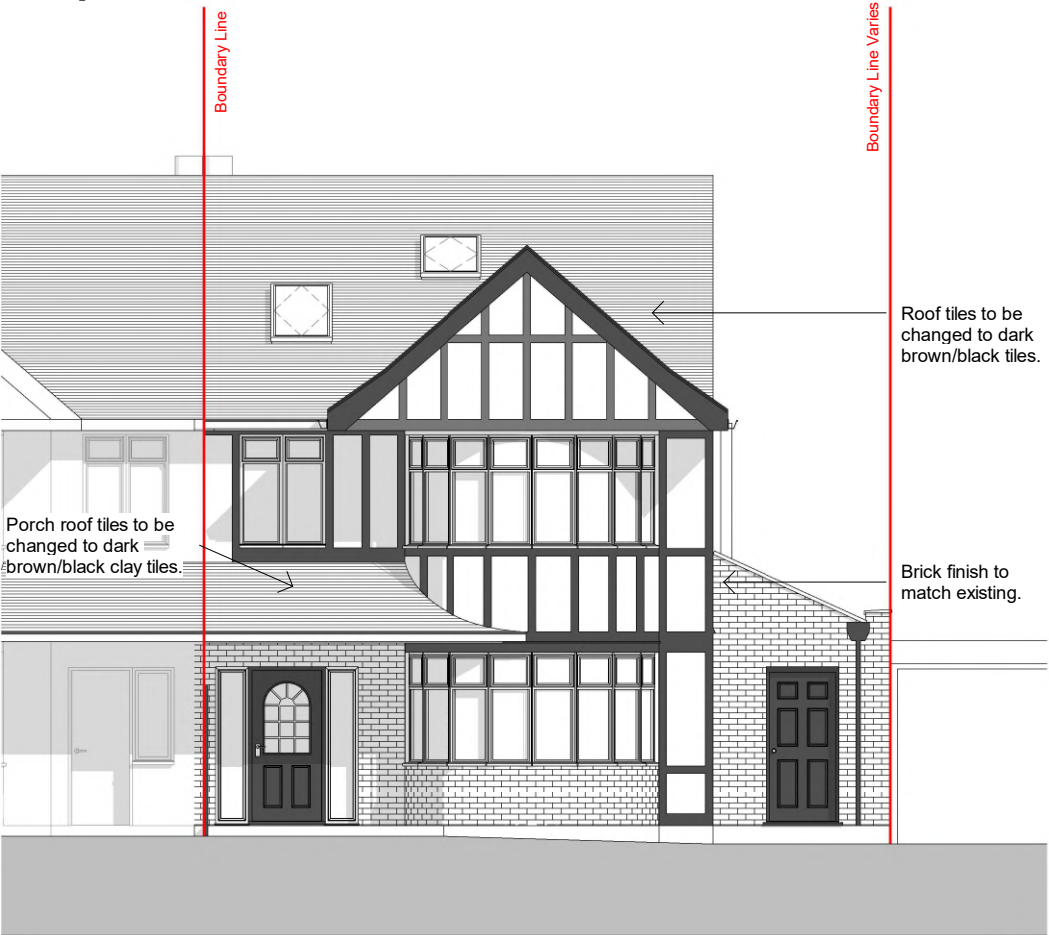 Boundary Line
Boundary Line Varies
Roof tiles to be
changed to dark
brown/black tiles.
Porch roof tiles to be
changed to dark
brown/black clay tiles.
Brick finish to
match existing.